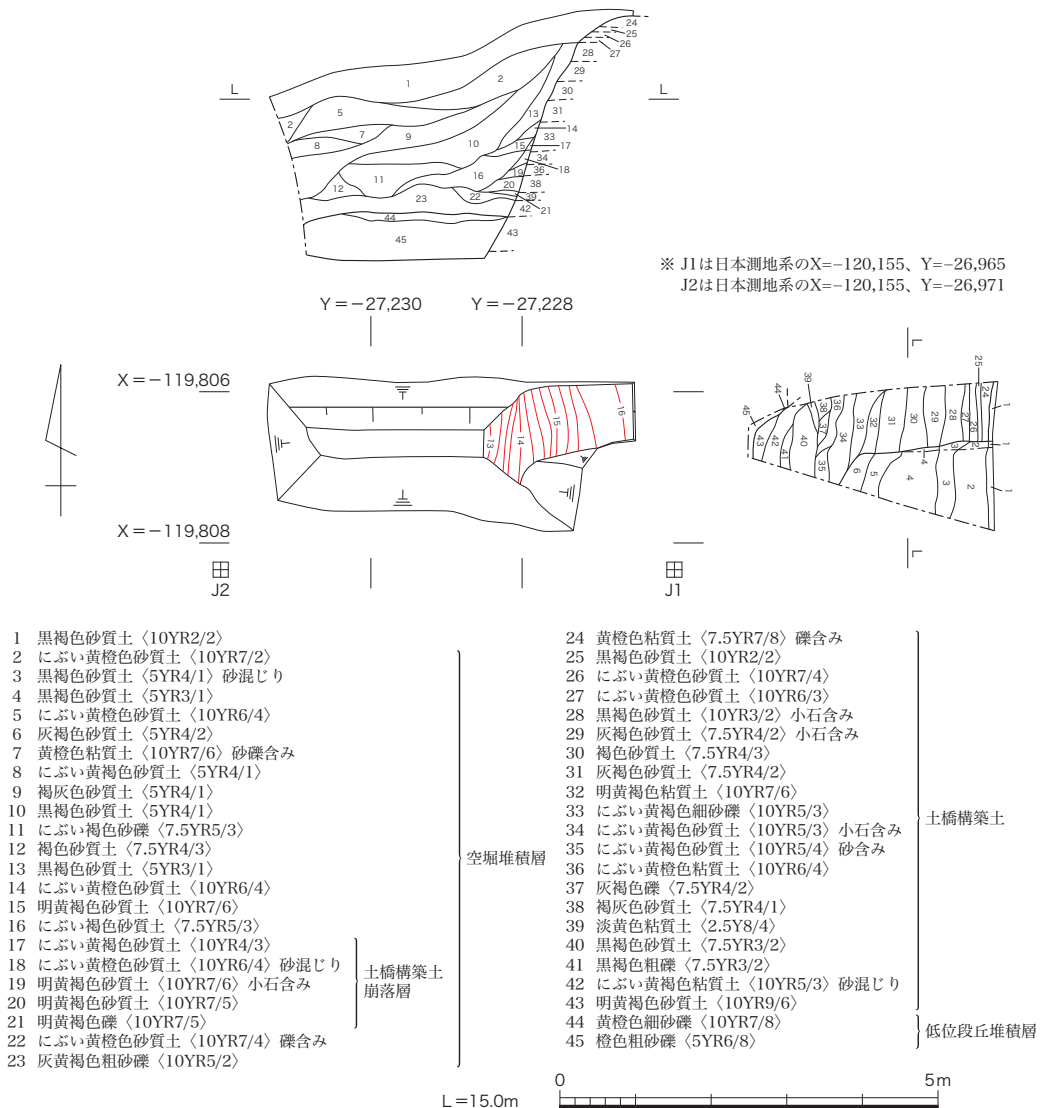 24
25
26
27
28
29
30
31
1
2
5
2
7
9
8
10
13
14
15
33
17
34
18
11
12
16
19
36
20
38
22
39
23
42
21
44
45
43
L
L
※ J1は日本測地系のX=−120,155、Y=−26,965
J2は日本測地系のX=−120,155、Y=−26,971
Y=−27,230
Y=−27,228
X=−119,806
X=−119,808
13
14
15
16
L
L
45
44
39
43
42
41
40
38
37
36
35
34
33
32
31
30
29
28
27
26
25
24
1
6
5
4
4
3
3
2
2
1
1
J2
J1
1 黒褐色砂質土〈10YR2/2〉
2 にぶい黄橙色砂質土〈10YR7/2〉
3 黒褐色砂質土〈5YR4/1〉砂混じり
4 黒褐色砂質土〈5YR3/1〉
5 にぶい黄橙色砂質土〈10YR6/4〉
6 灰褐色砂質土〈5YR4/2〉
7 黄橙色粘質土〈10YR7/6〉砂礫含み
8 にぶい黄褐色砂質土〈5YR4/1〉
9 褐灰色砂質土〈5YR4/1〉
10 黒褐色砂質土〈5YR4/1〉
11 にぶい褐色砂礫〈7.5YR5/3〉
12 褐色砂質土〈7.5YR4/3〉
13 黒褐色砂質土〈5YR3/1〉
14 にぶい黄橙色砂質土〈10YR6/4〉
15 明黄褐色砂質土〈10YR7/6〉
16 にぶい褐色砂質土〈7.5YR5/3〉
17 にぶい黄褐色砂質土〈10YR4/3〉
18 にぶい黄橙色砂質土〈10YR6/4〉砂混じり
19 明黄褐色砂質土〈10YR7/6〉小石含み
20 明黄褐色砂質土〈10YR7/5〉
21 明黄褐色礫〈10YR7/5〉
22 にぶい黄橙色砂質土〈10YR7/4〉礫含み
23 灰黄褐色粗砂礫〈10YR5/2〉
土橋構築土
崩落層
空堀堆積層
24 黄橙色粘質土〈7.5YR7/8〉礫含み
25 黒褐色砂質土〈10YR2/2〉
26 にぶい黄橙色砂質土〈10YR7/4〉
27 にぶい黄橙色砂質土〈10YR6/3〉
28 黒褐色砂質土〈10YR3/2〉小石含み
29 灰褐色砂質土〈7.5YR4/2〉小石含み
30 褐色砂質土〈7.5YR4/3〉
31 灰褐色砂質土〈7.5YR4/2〉
32 明黄褐色粘質土〈10YR7/6〉
33 にぶい黄褐色細砂礫〈10YR5/3〉
34 にぶい黄褐色砂質土〈10YR5/3〉小石含み
35 にぶい黄褐色砂質土〈10YR5/4〉砂含み
36 にぶい黄橙色粘質土〈10YR6/4〉
37 灰褐色礫〈7.5YR4/2〉
38 褐灰色砂質土〈7.5YR4/1〉
39 淡黄色粘質土〈2.5Y8/4〉
40 黒褐色砂質土〈7.5YR3/2〉
41 黒褐色粗礫〈7.5YR3/2〉
42 にぶい黄褐色粘質土〈10YR5/3〉砂混じり
43 明黄褐色砂質土〈10YR9/6〉
44 黄橙色細砂礫〈10YR7/8〉
45 橙色粗砂礫〈5YR6/8〉
土橋構築土
低位段丘堆積層
L=15.0m
0
5m